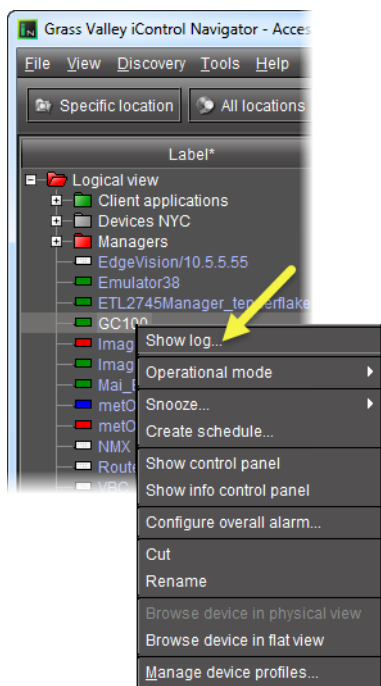 Grass Valley iControl Navigator - Acces
File View Discovery Tools Help
Specific location All locations
Label*
Logical view
Client applications
Devices NYC
Managers
EdgeVision/10.5.5.55
Emulator38
GC100
Show log...
Operational mode
Snooze...
Create schedule...
NMX
Show control panel
Show info control panel
Configure overall alarm...
Cut
Rename
Browse device in physical view
Browse device in flat view
Manage device profiles...